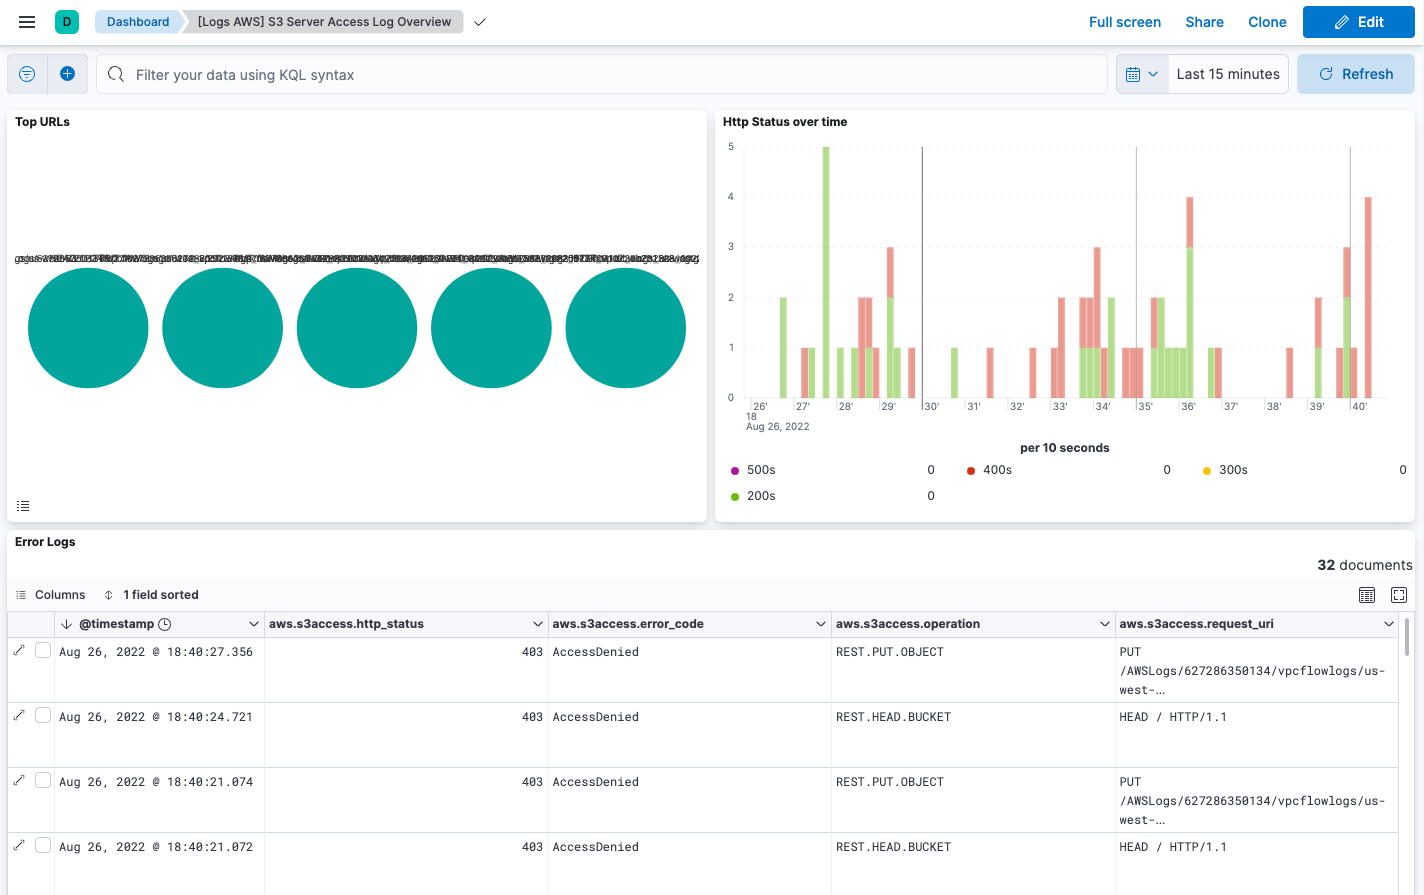 D
Dashboard
[Logs AWS] S3 Server Access Log Overview
Full screen
Share
Clone
Edit
Filter your data using KQL syntax
Last 15 minutes
Refresh
Top URLs
Http Status over time
5
4
3
2
1
0
26' 27' 28' 29' 30' 31' 32' 33' 34' 35' 36' 37' 38' 39' 40'
18
Aug 26, 2022
per 10 seconds
500s 0 400s 0 300s 0
200s 0
Error Logs
32 documents
Columns 1 field sorted
@timestamp aws.s3access.http_status aws.s3access.error_code aws.s3access.operation aws.s3access.request_uri
Aug 26, 2022 @ 18:40:27.356 403 AccessDenied REST.PUT.OBJECT PUT
/AWSLogs/627286350134/vpcflowlogs/us-
west-...
Aug 26, 2022 @ 18:40:24.721 403 AccessDenied REST.HEAD.BUCKET HEAD / HTTP/1.1
Aug 26, 2022 @ 18:40:21.074 403 AccessDenied REST.PUT.OBJECT PUT
/AWSLogs/627286350134/vpcflowlogs/us-
west-...
Aug 26, 2022 @ 18:40:21.072 403 AccessDenied REST.HEAD.BUCKET HEAD / HTTP/1.1